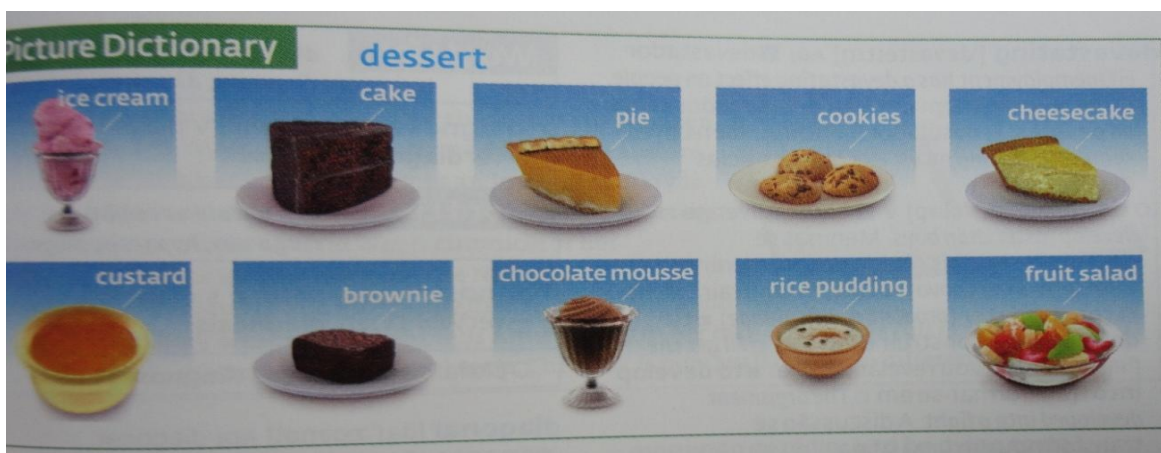 Picture Dictionary
dessert
ice cream
cake
pie
cookies
cheesecake
custard
brownie
chocolate mousse
rice pudding
fruit salad